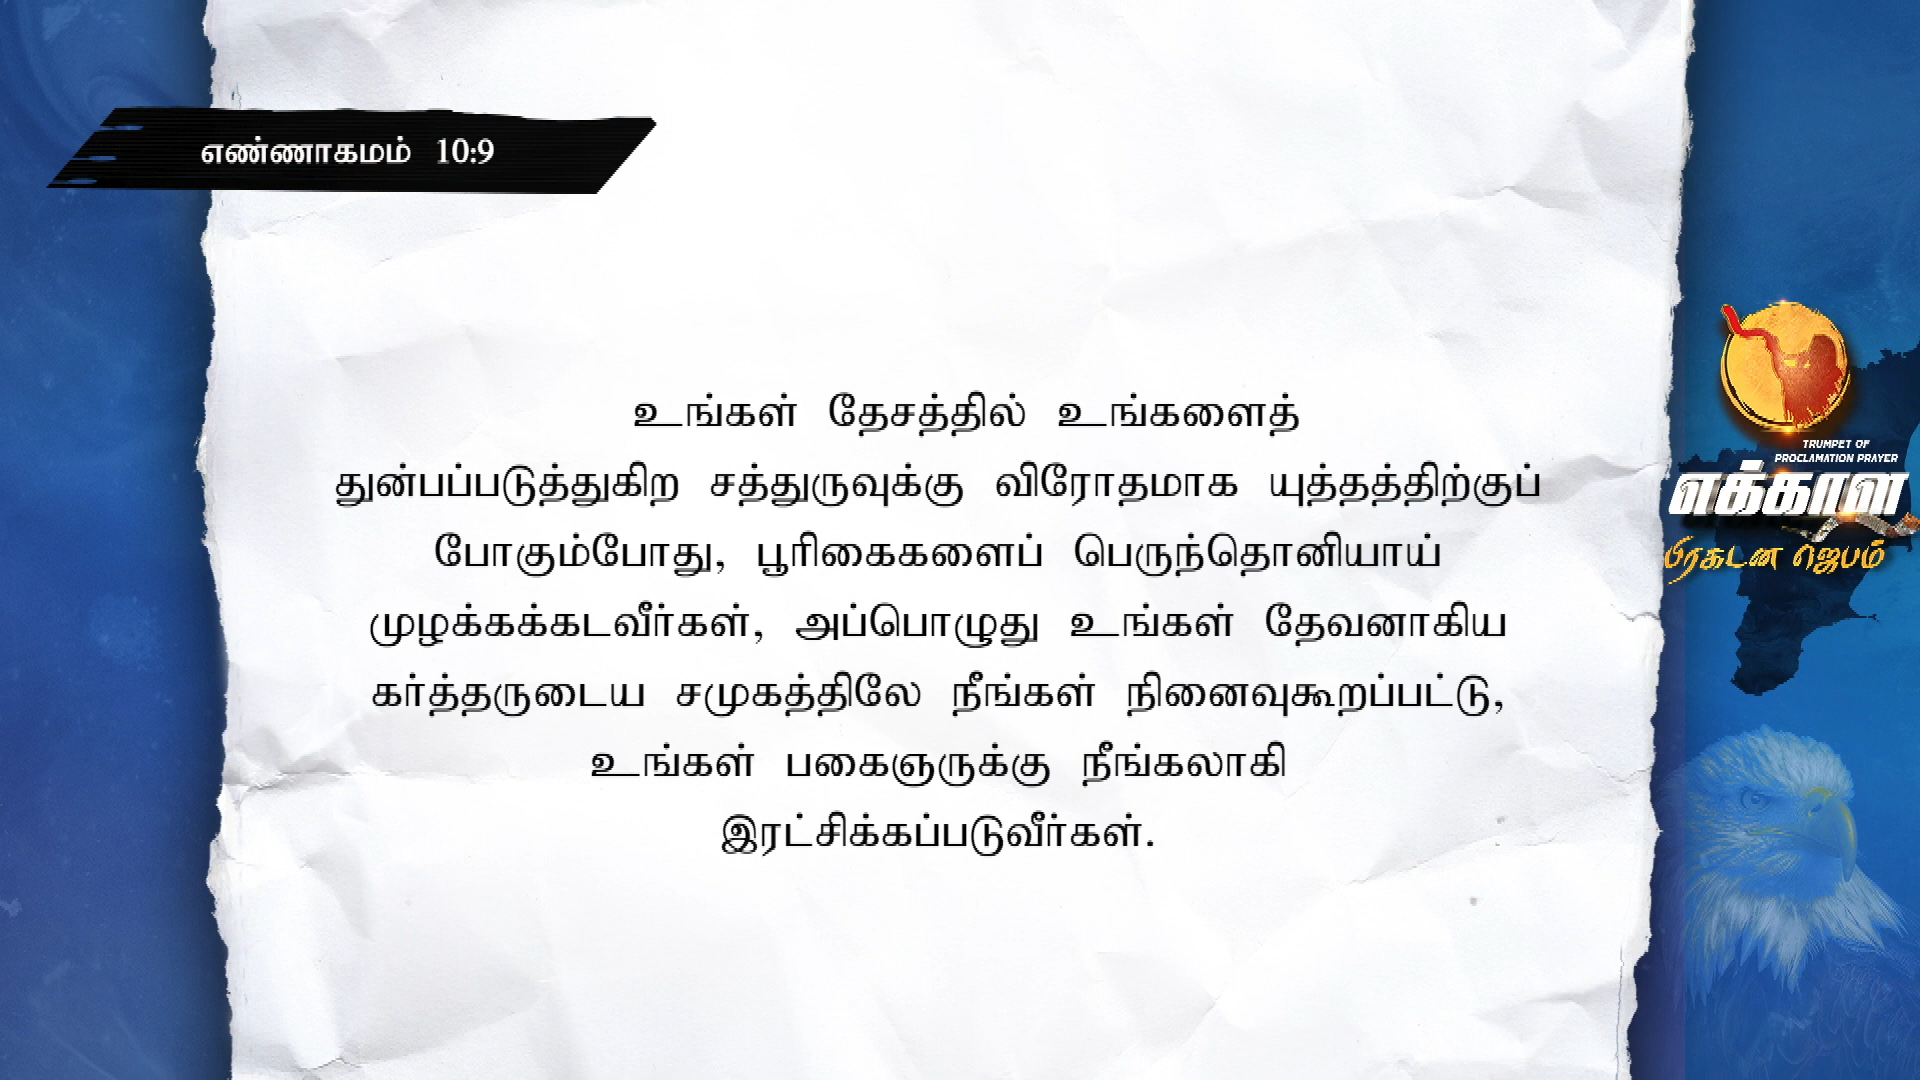 எண்ணாகமம் 10:9
உங்கள் தேசத்தில் உங்களைத்
துன்பப்படுத்துகிற சத்துருவுக்கு விரோதமாக யுத்தத்திற்குப்
போகும்போது, பூரிகைகளைப் பெருந்தொனியாய்
முழக்கக்கடவீர்கள், அப்பொழுது உங்கள் தேவனாகிய
கர்த்தருடைய சமுகத்திலே நீங்கள் நினைவுகூறப்பட்டு,
உங்கள் பகைஞருக்கு நீங்கலாகி
இரட்சிக்கப்படுவீர்கள்.
TRUMPET OF
PROCLAMATION PRAYER
எக்காள
பிரகடன ஜெபம்